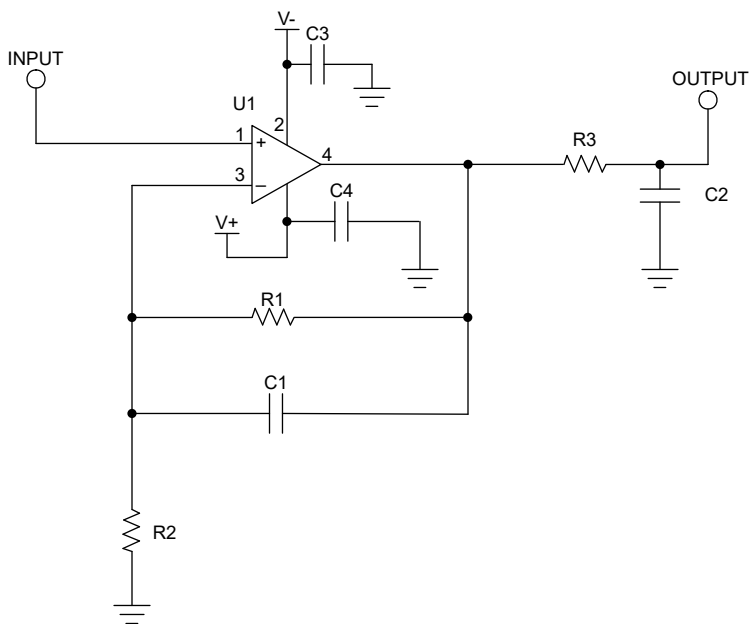 V-
C3
INPUT
OUTPUT
U1
2
1
+
R3
4
3
−
C4
C2
V+
R1
C1
R2